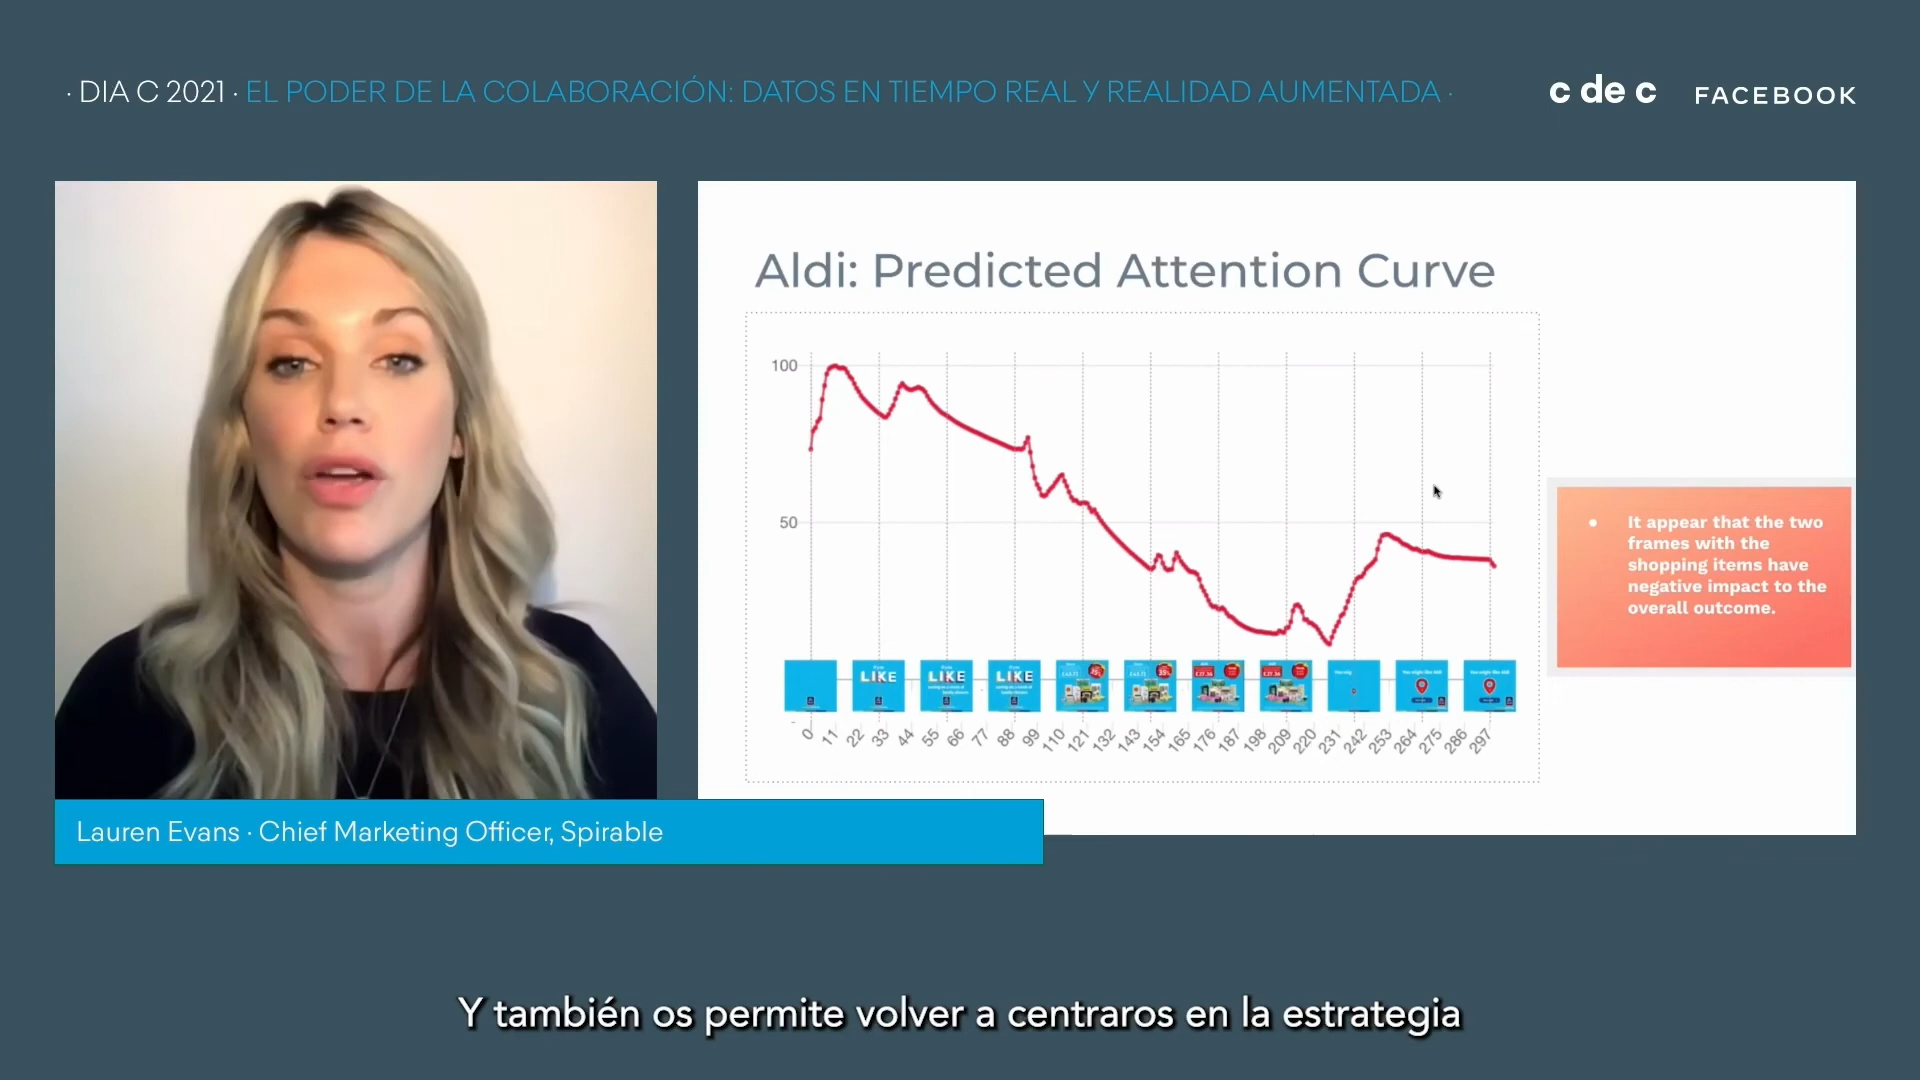 · DIA C 2021 · EL PODER DE LA COLABORACIÓN: DATOS EN TIEMPO REAL Y REALIDAD AUMENTADA ·
c de c FACEBOOK
Aldi: Predicted Attention Curve
100
50
LIKE
LIKE
LIKE
0 11 22 33 44 55 66 77 88 99 110 121 132 143 154 165 176 187 198 209 220 231 242 253 264 275 286 297
• It appear that the two
frames with the
shopping items have
negative impact to the
overall outcome.
Lauren Evans · Chief Marketing Officer, Spirable
Y también os permite volver a centraros en la estrategia